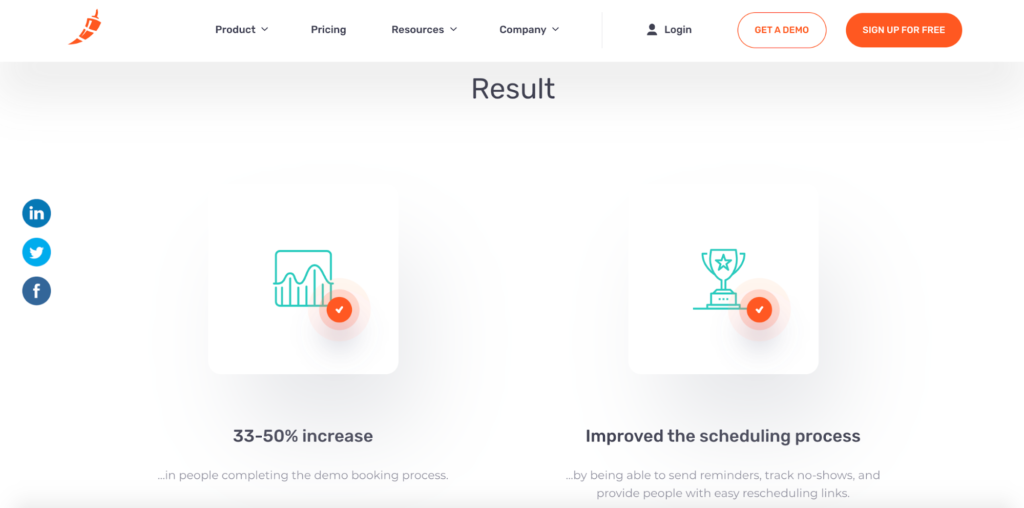 Product
Pricing
Resources
Company
Login
GET A DEMO
SIGN UP FOR FREE
Result
in
f
33-50% increase
...in people completing the demo booking process.
Improved the scheduling process
...by being able to send reminders, track no-shows, and
provide people with easy rescheduling links.